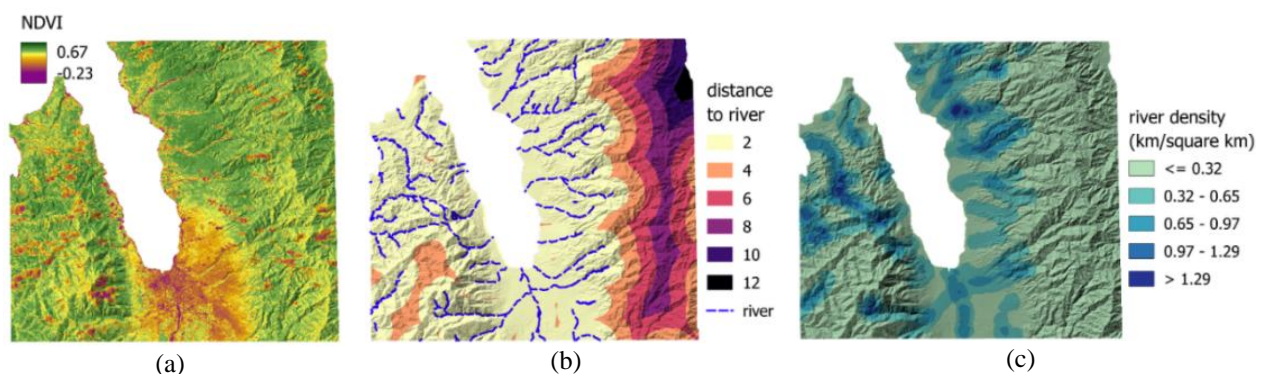 NDVI
0.67
-0.23
(a)
distance
to river
2
4
6
8
10
12
river
(b)
river density
(km/square km)
<= 0.32
0.32 - 0.65
0.65 - 0.97
0.97 - 1.29
> 1.29
(c)